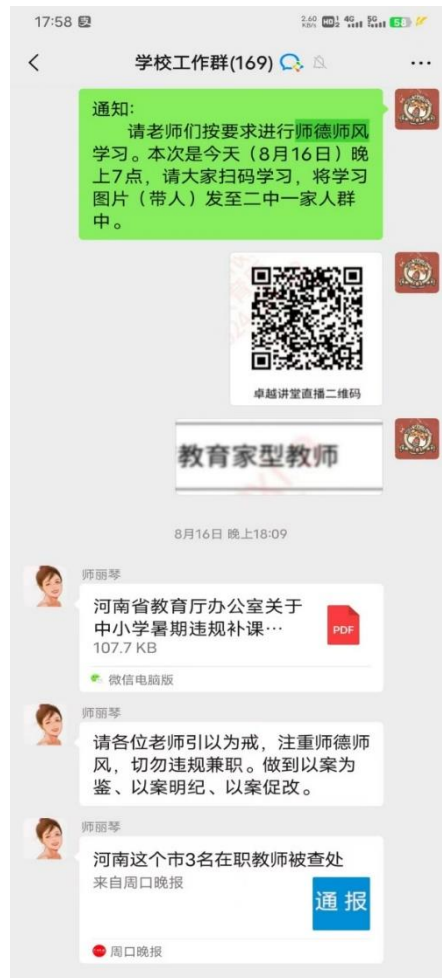 17:58
2.60 KB/S HD 1 2 4G 5G 58
学校工作群(169)
通知:
请老师们按要求进行师德师风
学习。本次是今天（8月16日）晚
上7点，请大家扫码学习，将学习
图片（带人）发至二中一家人群
中。
卓越讲堂直播二维码
教育家型教师
8月16日 晚上18:09
师丽琴
河南省教育厅办公室关于
中小学暑期违规补课…
107.7 KB
PDF
微信电脑版
师丽琴
请各位老师引以为戒，注重师德师
风，切勿违规兼职。做到以案为
鉴、以案明纪、以案促改。
师丽琴
河南这个市3名在职教师被查处
来自周口晚报
通报
周口晚报